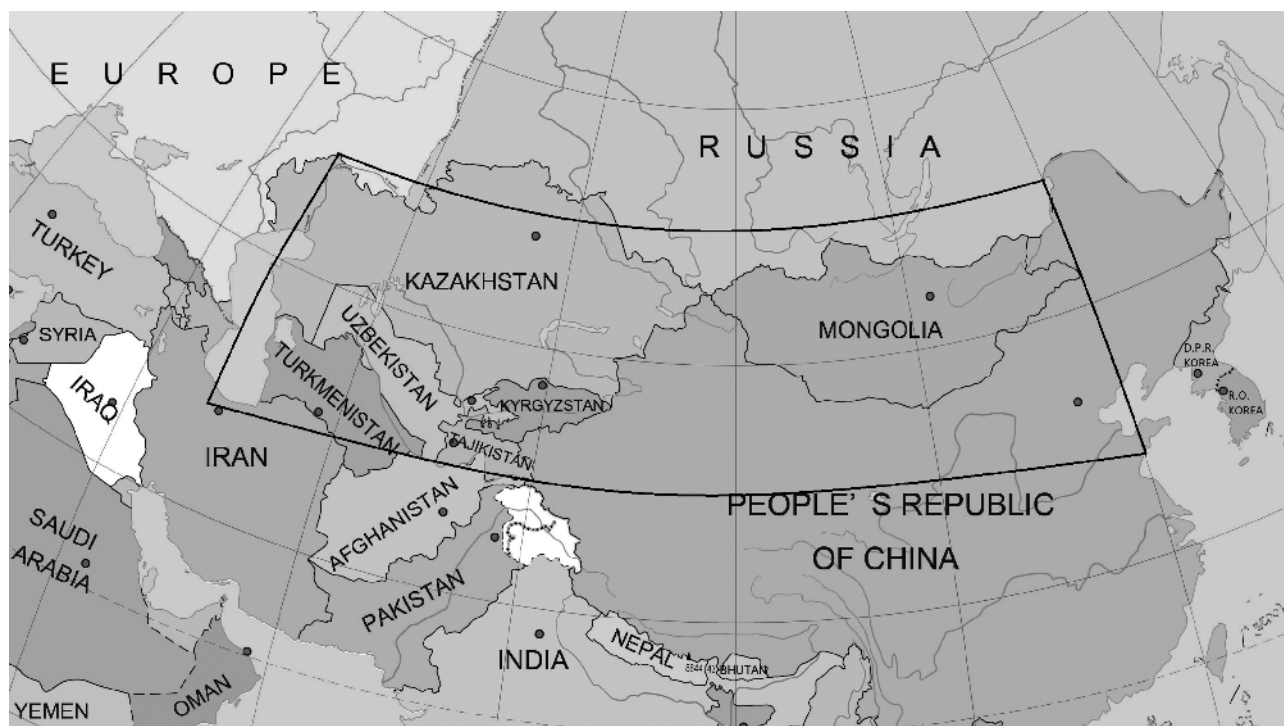 EUROPE
RUSSIA
TURKEY
KAZAKHSTAN
SYRIA
UZBEKISTAN
MONGOLIA
IRAQ
TURKMENISTAN
KYRGYZSTAN
D.P.R.
KOREA
R.O.
KOREA
IRAN
TAJIKISTAN
AFGHANISTAN
PEOPLE' S REPUBLIC
OF CHINA
SAUDI
ARABIA
PAKISTAN
INDIA
NEPAL
BHUTAN
OMAN
YEMEN